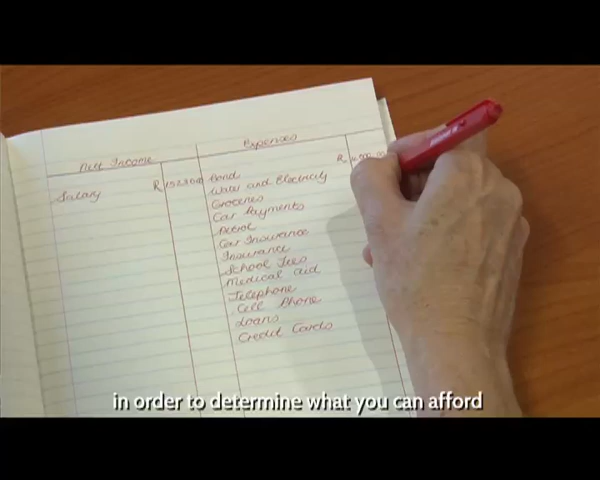 Nett Income
Expenses
Salary R
Bond R
Water and Electricity
Groceries
Car Payments
Petrol
Car Insurance
Insurance
School Fees
Medical aid
Telephone
Cell Phone
Loans
Credit Cards
in order to determine what you can afford